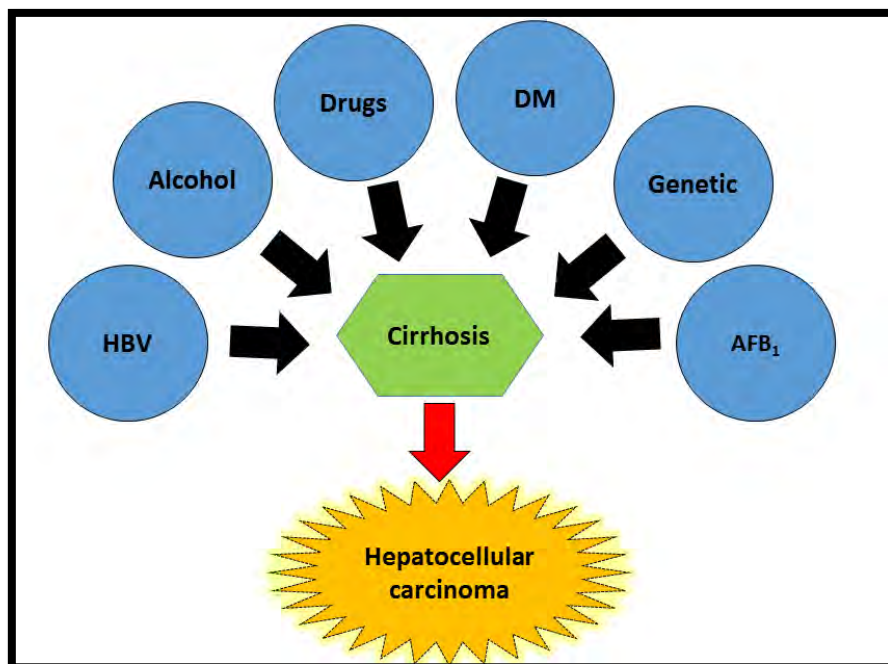 Drugs
DM
Alcohol
Genetic
HBV
Cirrhosis
AFB₁
Hepatocellular
carcinoma